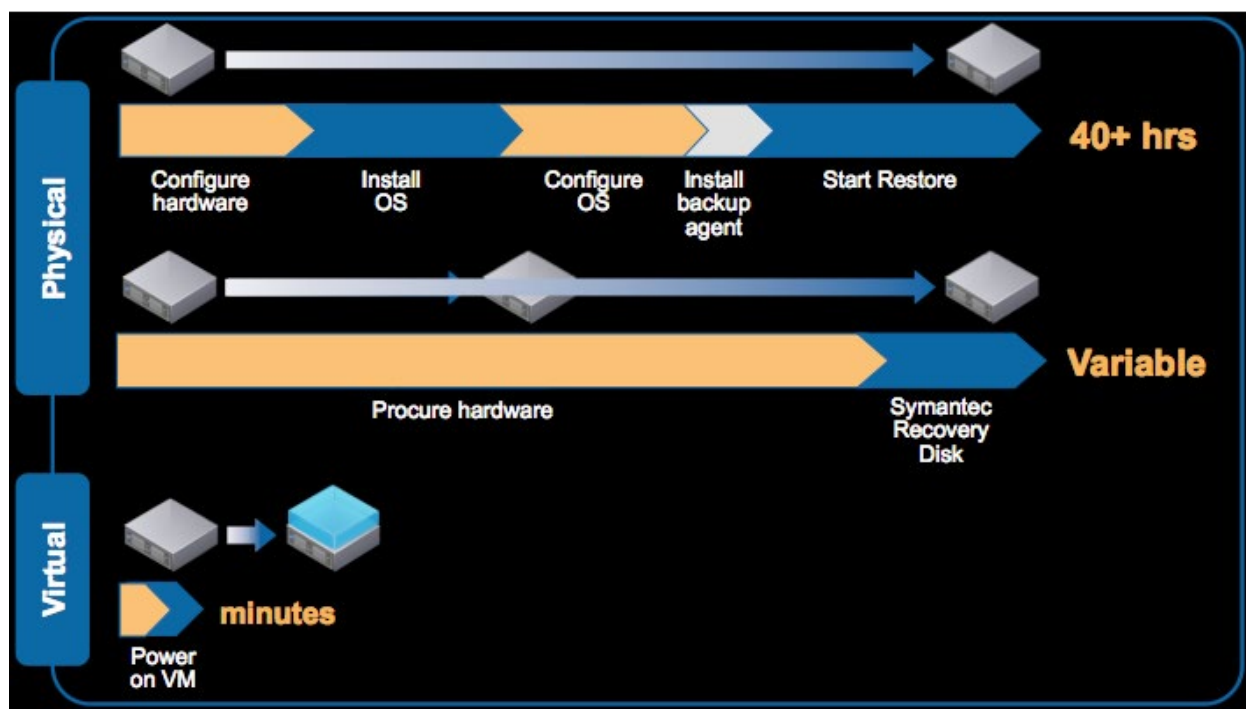 Physical
40+ hrs
Configure
hardware
Install
OS
Configure
OS
Install
backup
agent
Start Restore
Variable
Procure hardware
Symantec
Recovery
Disk
Virtual
minutes
Power
on VM